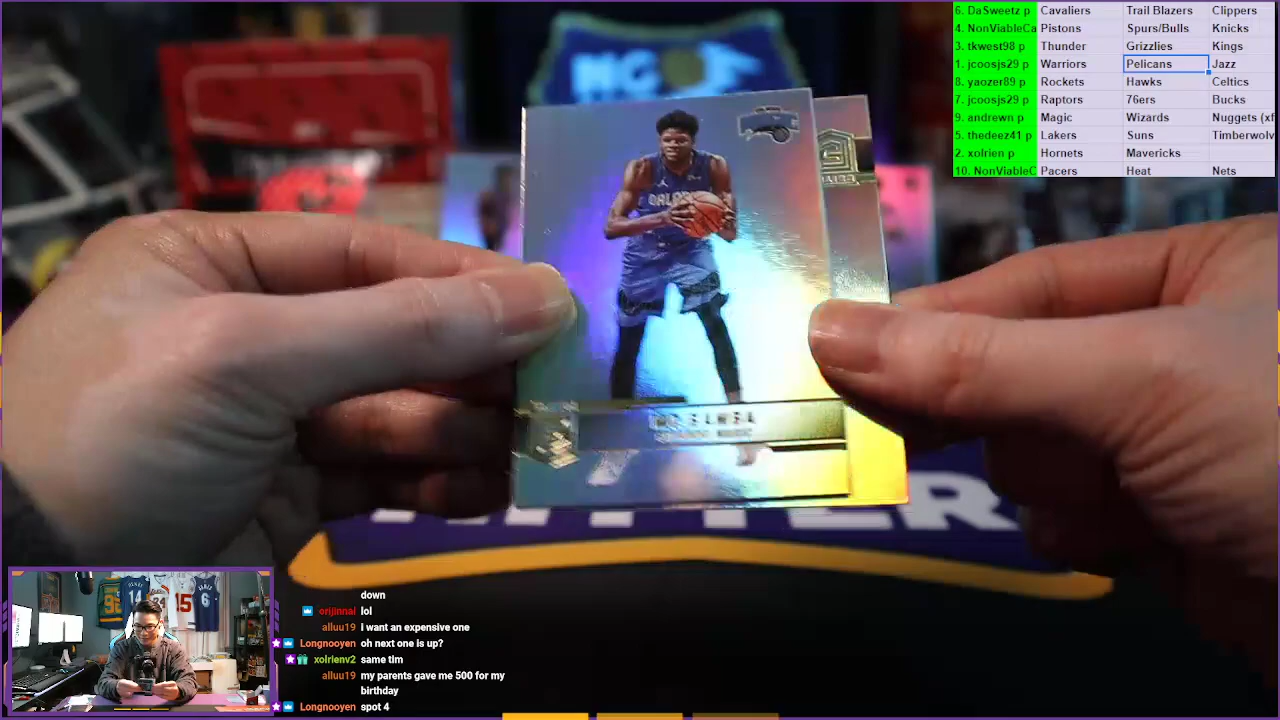 6. DaSweetz p Cavaliers Trail Blazers Clippers
4. NonViableCa Pistons Spurs/Bulls Knicks
3. tkwest98 p Thunder Grizzlies Kings
1. jcoosjs29 p Warriors Pelicans Jazz
8. yaozer89 p Rockets Hawks Celtics
7. jcoosjs29 p Raptors 76ers Bucks
9. andrewn p Magic Wizards Nuggets (xf
5. thedeez41 p Lakers Suns Timberwolv
2. xolrien p Hornets Mavericks
10. NonViableC Pacers Heat Nets
MO BAMBA
down
orijinnal lol
alluu19 i want an expensive one
Longnooyen oh next one is up?
xolrienv2 same tim
alluu19 my parents gave me 500 for my
birthday
Longnooyen spot 4